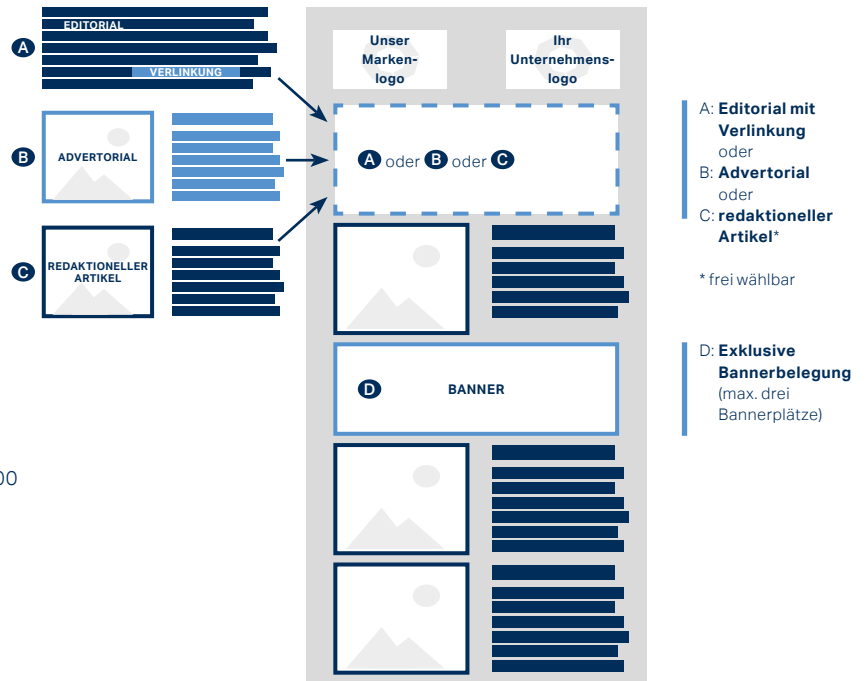 A
EDITORIAL
VERLINKUNG
B
ADVERTORIAL
C
REDAKTIONELLER
ARTIKEL
00
Unser
Marken-
logo
Ihr
Unternehmens-
logo
A oder B oder C
D BANNER
A: Editorial mit
Verlinkung
oder
B: Advertorial
oder
C: redaktioneller
Artikel*
* frei wählbar
D: Exklusive
Bannerbelegung
(max. drei
Bannerplätze)